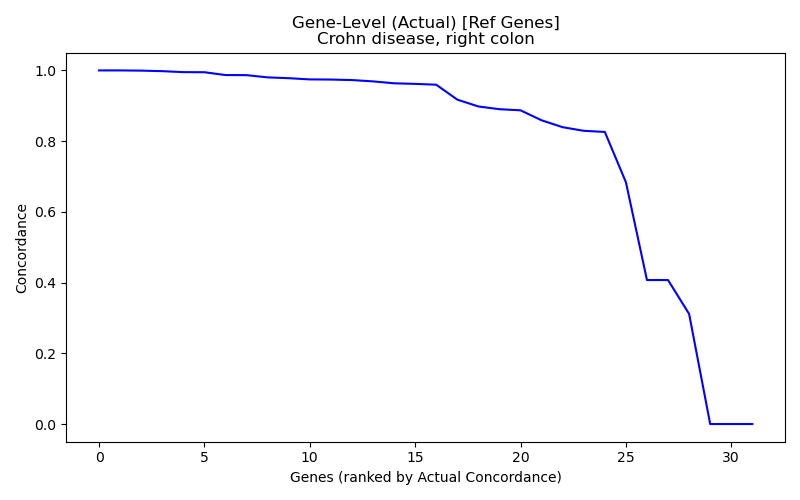 Gene-Level (Actual) [Ref Genes]
Crohn disease, right colon
1.0
0.8
0.6
0.4
0.2
0.0
Concordance
0 5 10 15 20 25 30
Genes (ranked by Actual Concordance)